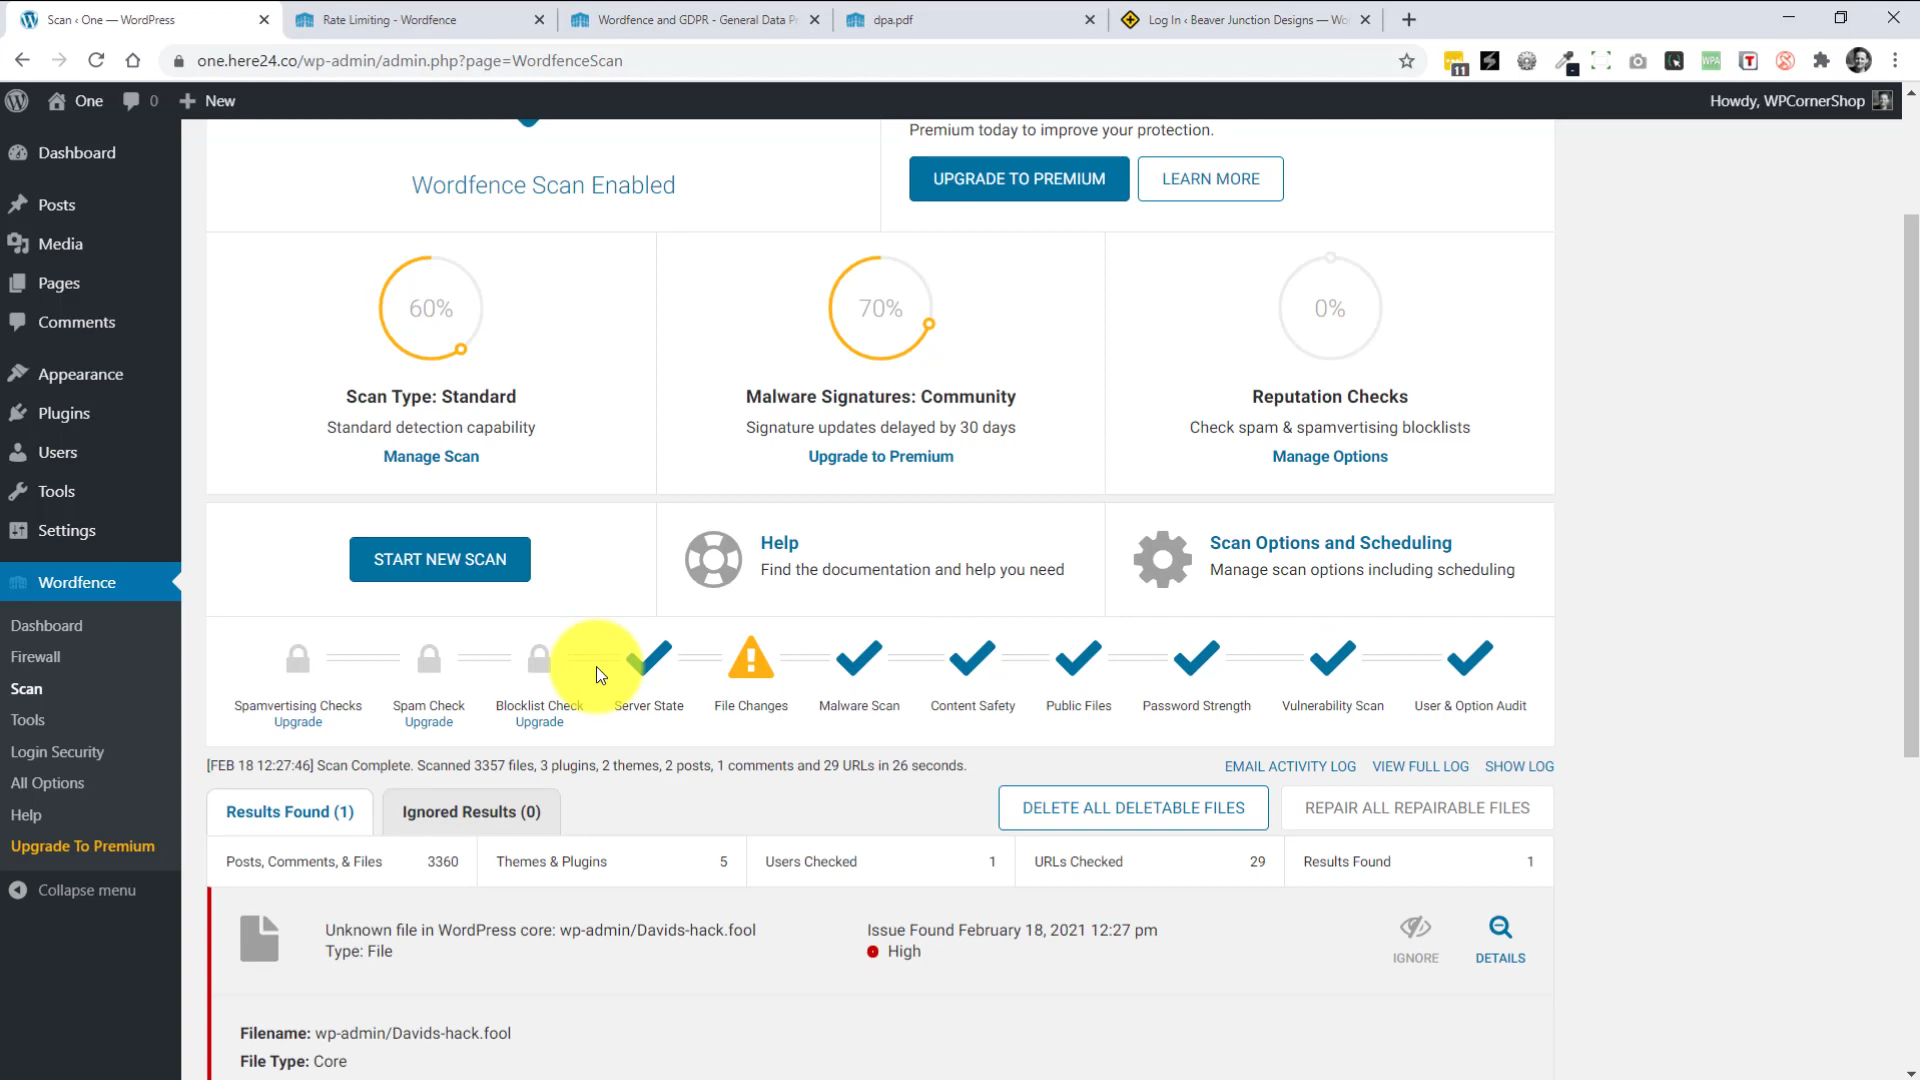 Scan ‹ One — WordPress
Rate Limiting - Wordfence
Wordfence and GDPR - General Data P
dpa.pdf
Log In ‹ Beaver Junction Designs — Wo
one.here24.co/wp-admin/admin.php?page=WordfenceScan
11
WPA
T
One
0
New
Howdy, WPCornerShop
Dashboard
Posts
Media
Pages
Comments
Appearance
Plugins
Users
Tools
Settings
Wordfence
Dashboard
Firewall
Scan
Tools
Login Security
All Options
Help
Upgrade To Premium
Collapse menu
Wordfence Scan Enabled
Premium today to improve your protection.
UPGRADE TO PREMIUM
LEARN MORE
60%
Scan Type: Standard
Standard detection capability
Manage Scan
70%
Malware Signatures: Community
Signature updates delayed by 30 days
Upgrade to Premium
0%
Reputation Checks
Check spam & spamvertising blocklists
Manage Options
START NEW SCAN
Help
Find the documentation and help you need
Scan Options and Scheduling
Manage scan options including scheduling
Spamvertising Checks
Upgrade
Spam Check
Upgrade
Blocklist Check
Upgrade
Server State
File Changes
Malware Scan
Content Safety
Public Files
Password Strength
Vulnerability Scan
User & Option Audit
[FEB 18 12:27:46] Scan Complete. Scanned 3357 files, 3 plugins, 2 themes, 2 posts, 1 comments and 29 URLs in 26 seconds.
EMAIL ACTIVITY LOG
VIEW FULL LOG
SHOW LOG
Results Found (1)
Ignored Results (0)
DELETE ALL DELETABLE FILES
REPAIR ALL REPAIRABLE FILES
Posts, Comments, & Files 3360
Themes & Plugins 5
Users Checked 1
URLs Checked 29
Results Found 1
Unknown file in WordPress core: wp-admin/Davids-hack.fool
Type: File
Issue Found February 18, 2021 12:27 pm
High
IGNORE
DETAILS
Filename: wp-admin/Davids-hack.fool
File Type: Core